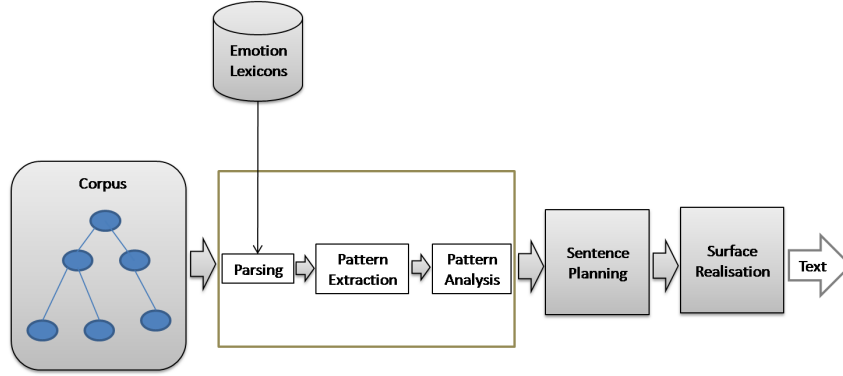 Emotion
Lexicons
Corpus
Parsing
Pattern
Extraction
Pattern
Analysis
Sentence
Planning
Surface
Realisation
Text